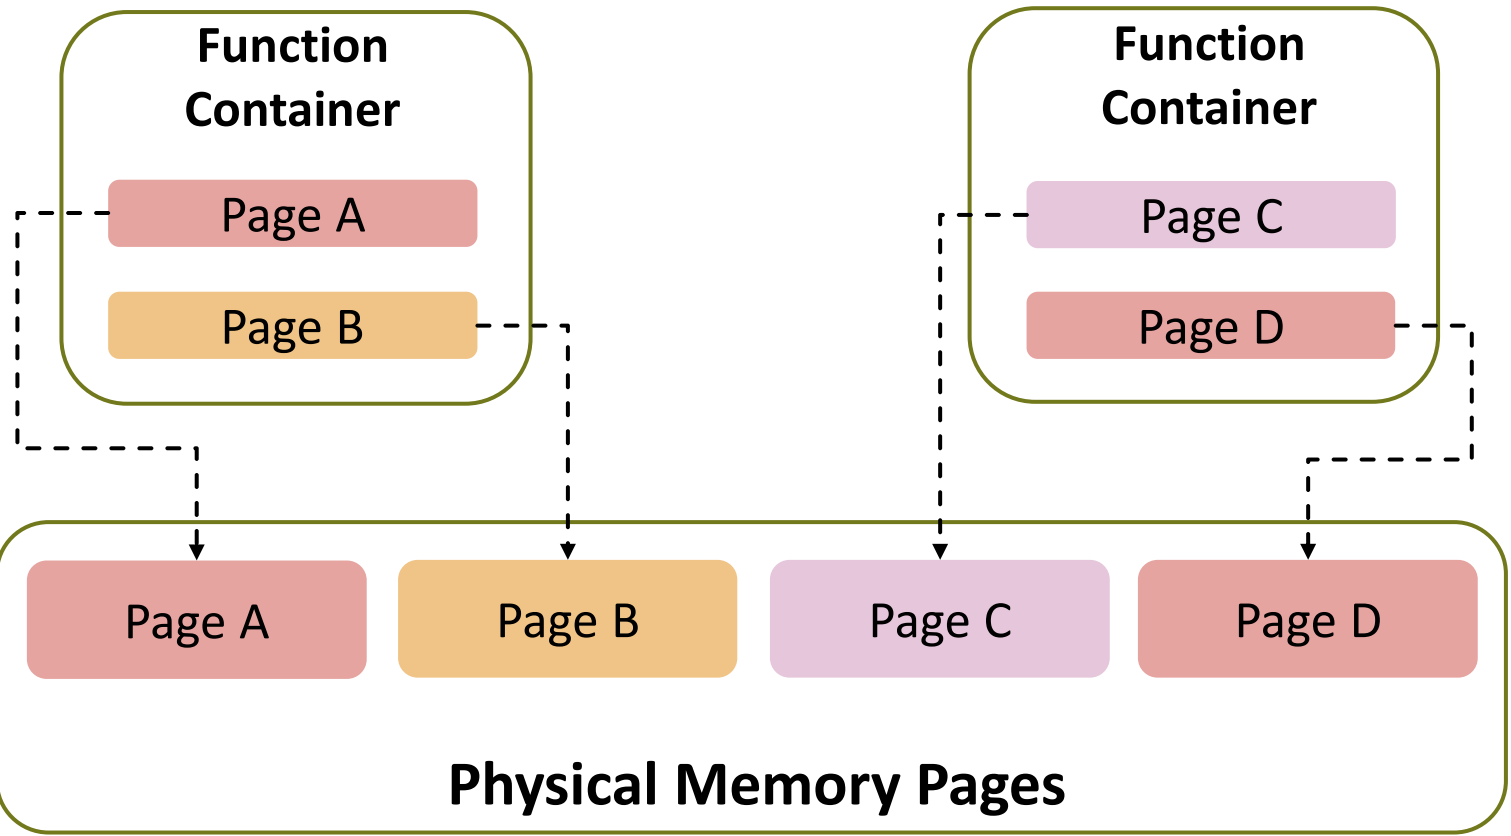 Function
Container
Page A
Page B
Function
Container
Page C
Page D
Page A
Page B
Page C
Page D
Physical Memory Pages